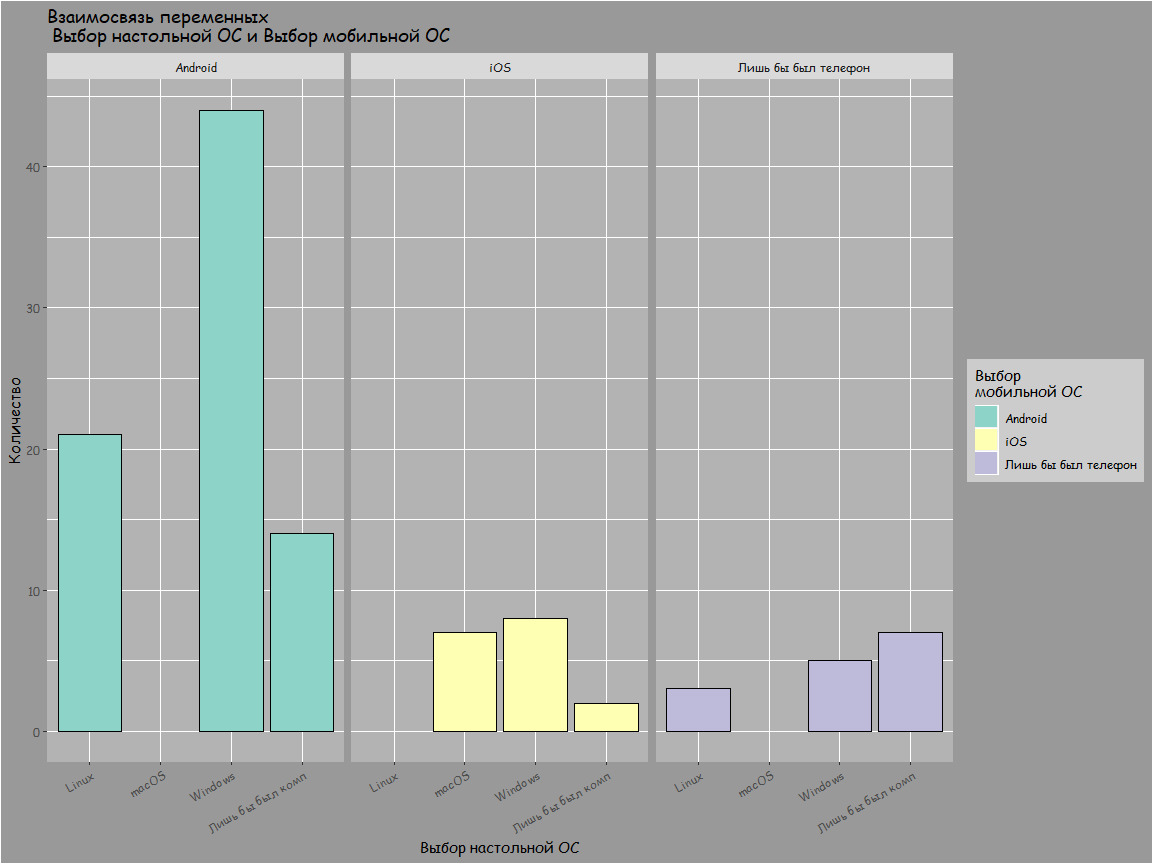 Взаимосвязь переменных
Выбор настольной ОС и Выбор мобильной ОС
Android
iOS
Лишь бы был телефон
Количество
40
30
20
10
0
Linux
macOS
Windows
Лишь бы был комп
Linux
macOS
Windows
Лишь бы был комп
Linux
macOS
Windows
Лишь бы был комп
Выбор настольной ОС
Выбор
мобильной ОС
Android
iOS
Лишь бы был телефон